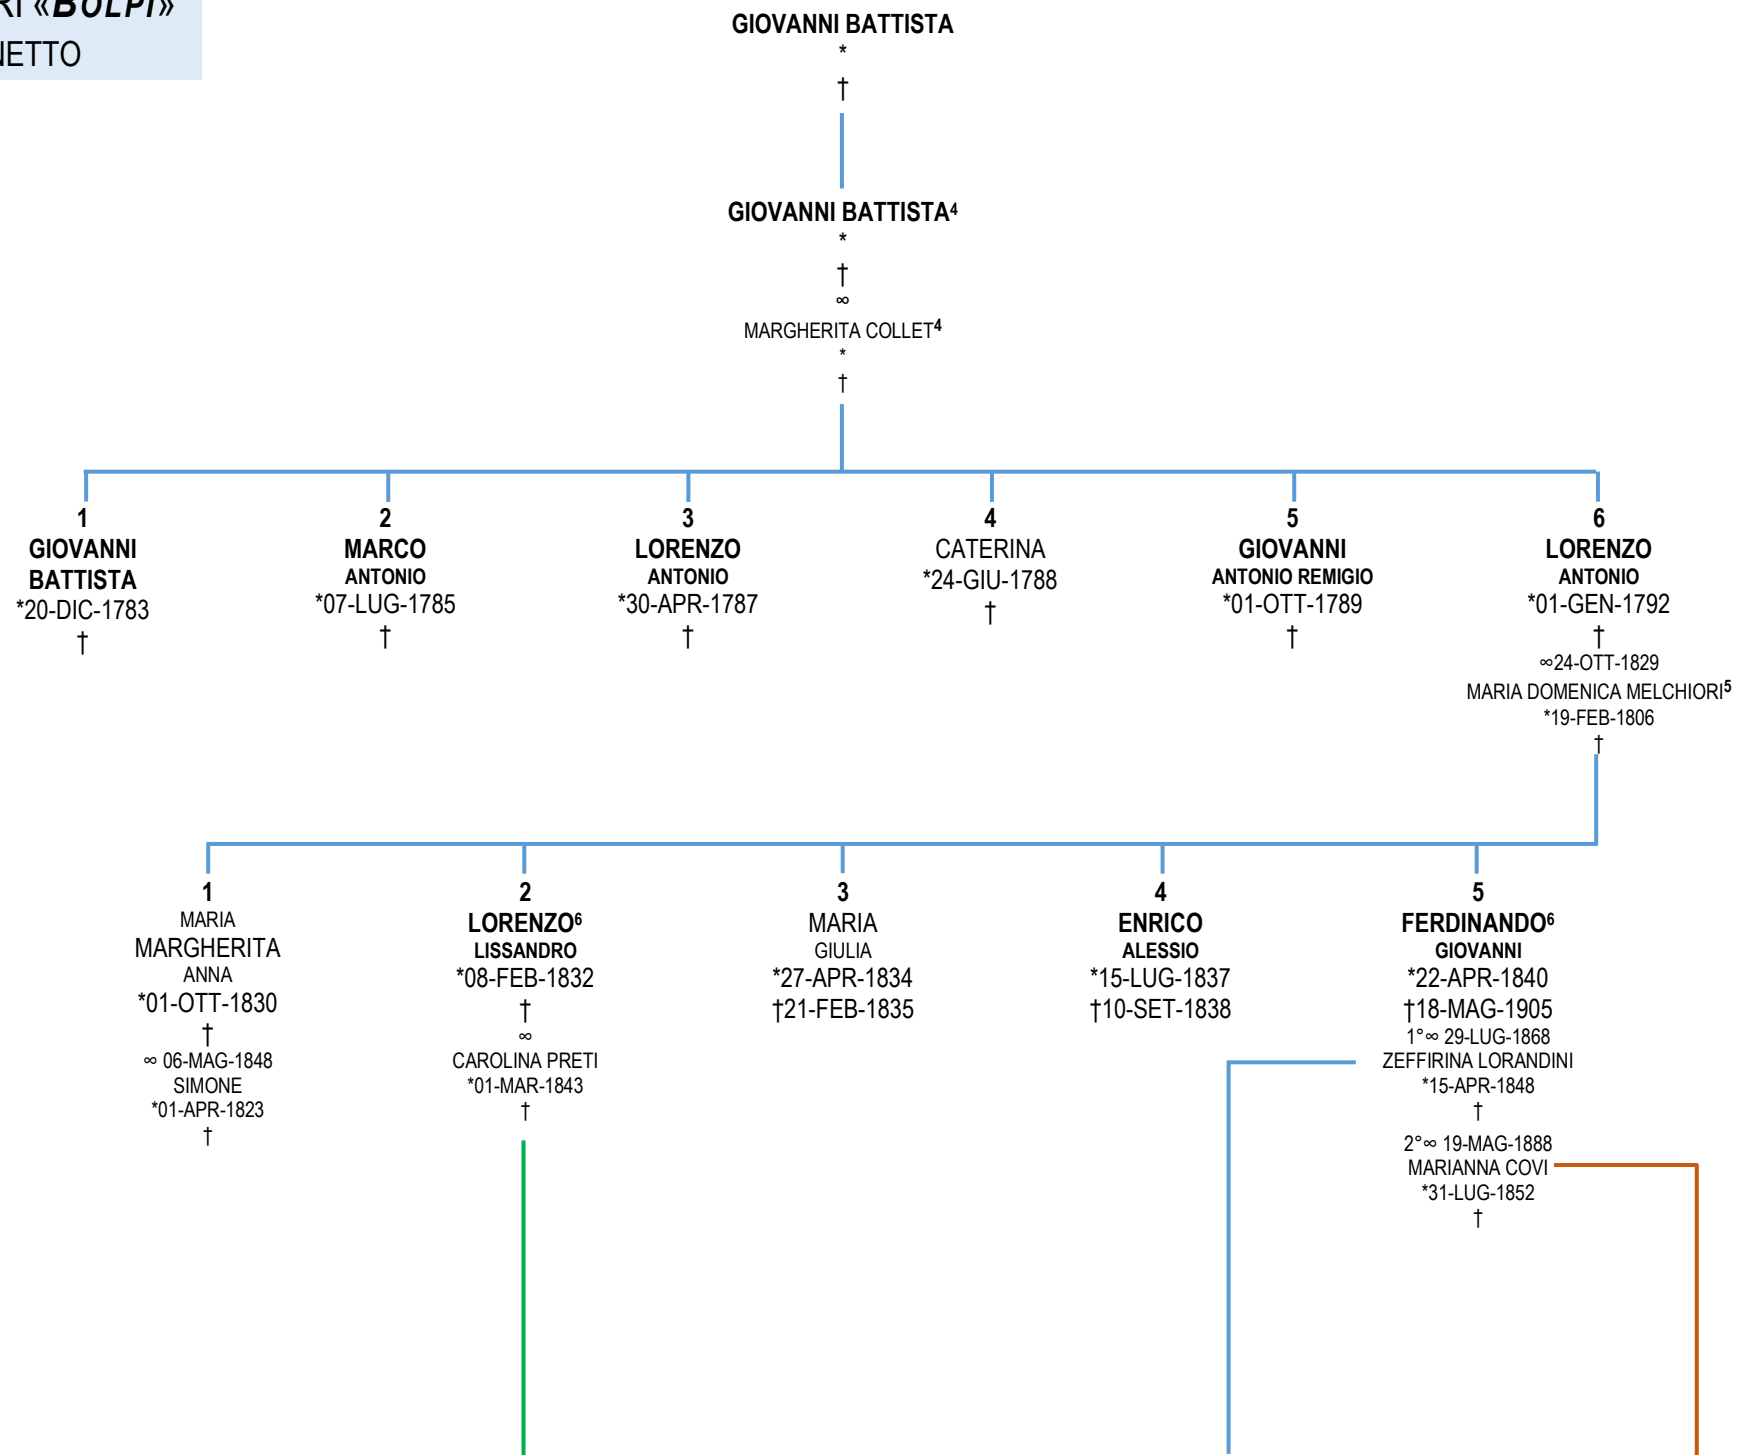 «BOLPI»
GIOVANNI BATTISTA
*
†
GIOVANNI BATTISTA4
*
†
∞
MARGHERITA COLLET4
*
†
1
GIOVANNI
BATTISTA
*20-DIC-1783
†
2
MARCO
ANTONIO
*07-LUG-1785
†
3
LORENZO
ANTONIO
*30-APR-1787
†
4
CATERINA
*24-GIU-1788
†
5
GIOVANNI
ANTONIO REMIGIO
*01-OTT-1789
†
6
LORENZO
ANTONIO
*01-GEN-1792
†
∞24-OTT-1829
MARIA DOMENICA MELCHIORI5
*19-FEB-1806
†
1
MARIA
MARGHERITA
ANNA
*01-OTT-1830
†
∞ 06-MAG-1848
SIMONE
*01-APR-1823
†
2
LORENZO6
LISSANDRO
*08-FEB-1832
†
∞
CAROLINA PRETI
*01-MAR-1843
†
3
MARIA
GIULIA
*27-APR-1834
†21-FEB-1835
4
ENRICO
ALESSIO
*15-LUG-1837
†10-SET-1838
5
FERDINANDO6
GIOVANNI
*22-APR-1840
†18-MAG-1905
1°∞ 29-LUG-1868
ZEFFIRINA LORANDINI
*15-APR-1848
†
2°∞ 19-MAG-1888
MARIANNA COVI
*31-LUG-1852
†